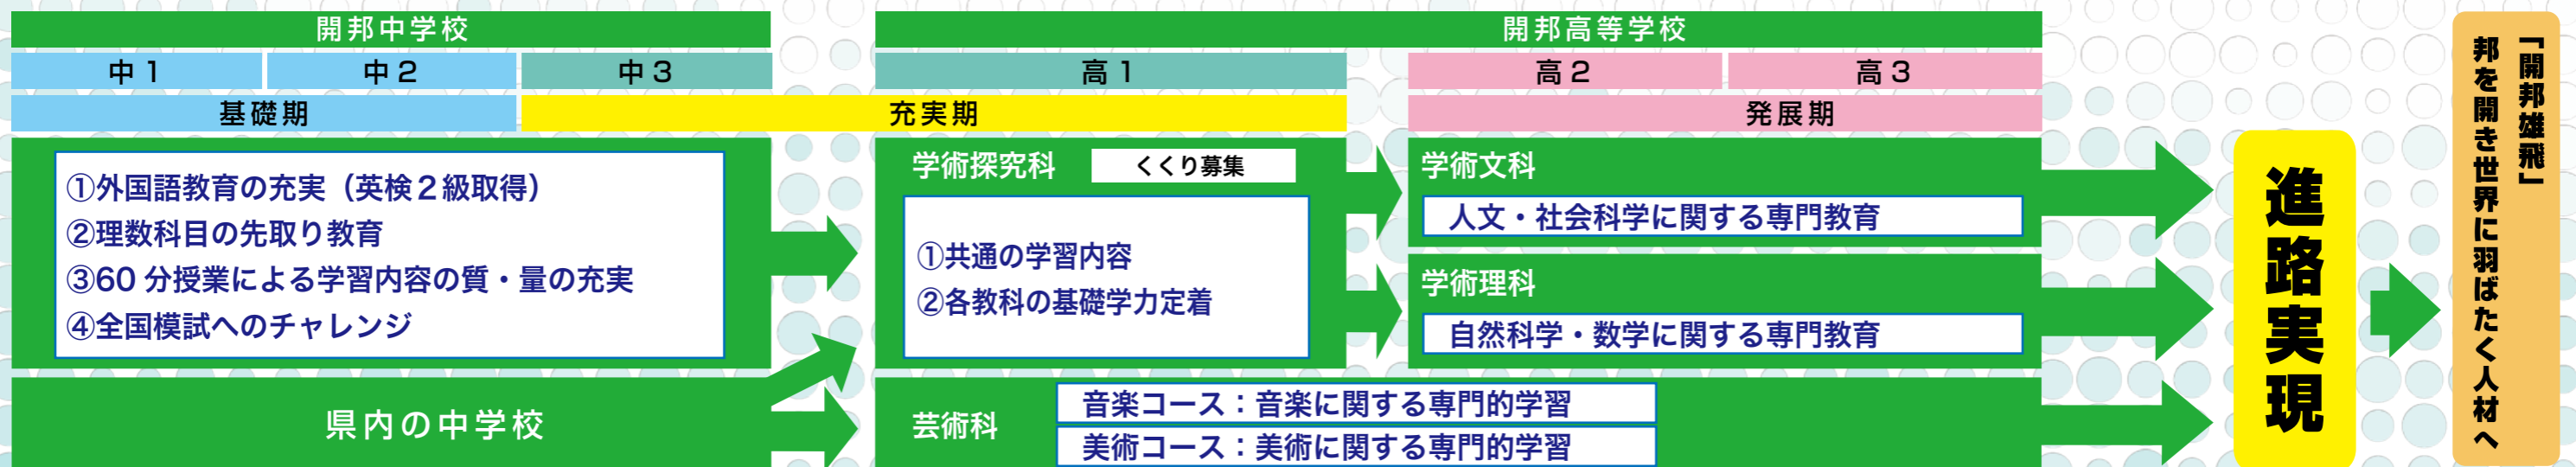 開邦中学校
中1
中2
中3
基礎期
充実期
①外国語教育の充実（英検２級取得）
②理数科目の先取り教育
③60 分授業による学習内容の質・量の充実
④全国模試へのチャレンジ
県内の中学校
開邦高等学校
高1
高2
高3
発展期
学術探究科
くくり募集
①共通の学習内容
②各教科の基礎学力定着
学術文科
人文・社会科学に関する専門教育
学術理科
自然科学・数学に関する専門教育
芸術科
音楽コース：音楽に関する専門的学習
美術コース：美術に関する専門的学習
進路実現
「開邦雄飛」
邦を開き世界に羽ばたく人材へ